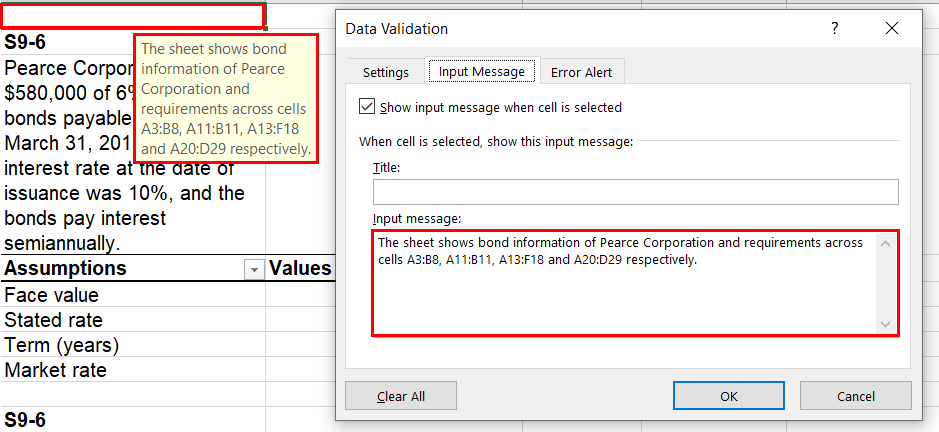 S9-6
The sheet shows bond
information of Pearce
Corporation and
requirements across cells
A3:B8, A11:B11, A13:F18
and A20:D29 respectively.
Pearce Corpor
$580,000 of 6%
bonds payable
March 31, 201
interest rate at the date of
issuance was 10%, and the
bonds pay interest
semiannually.
Assumptions Values
Face value
Stated rate
Term (years)
Market rate
S9-6
Data Validation
?
Settings Input Message Error Alert
Show input message when cell is selected
When cell is selected, show this input message:
Title:
Input message:
The sheet shows bond information of Pearce Corporation and requirements across
cells A3:B8, A11:B11, A13:F18 and A20:D29 respectively.
Clear All OK Cancel